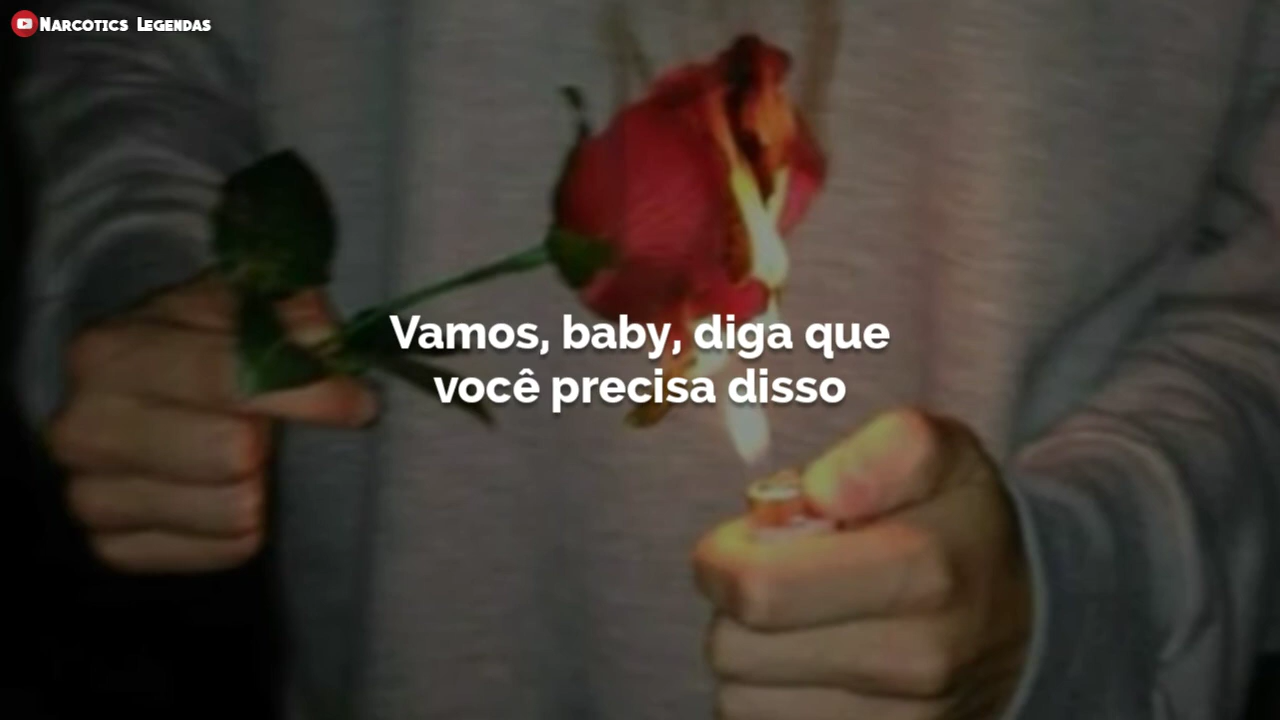 Narcotics Legendas
Vamos, baby, diga que
você precisa disso